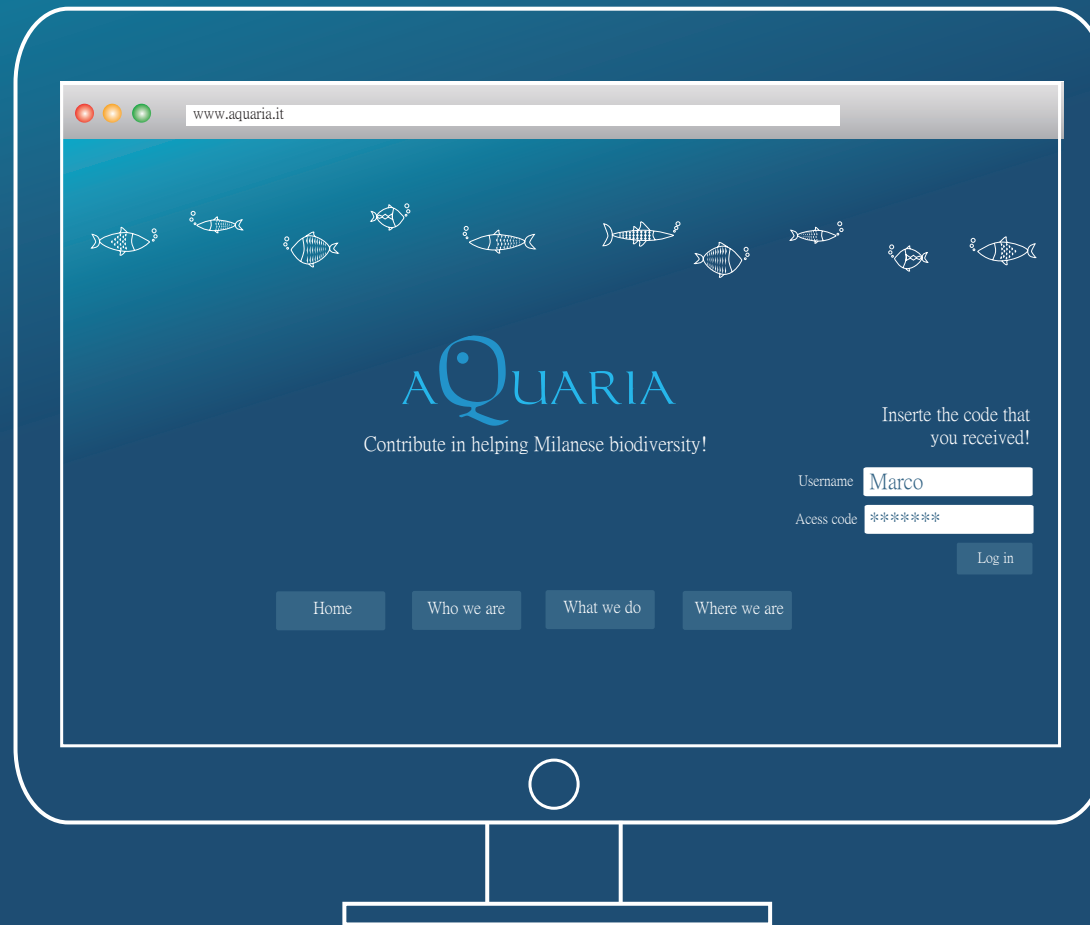 www.aquaria.it
AQUARIA
Contribute in helping Milanese biodiversity!
Inserte the code that
you received!
Username Marco
Acess code *******
Log in
Home Who we are What we do Where we are